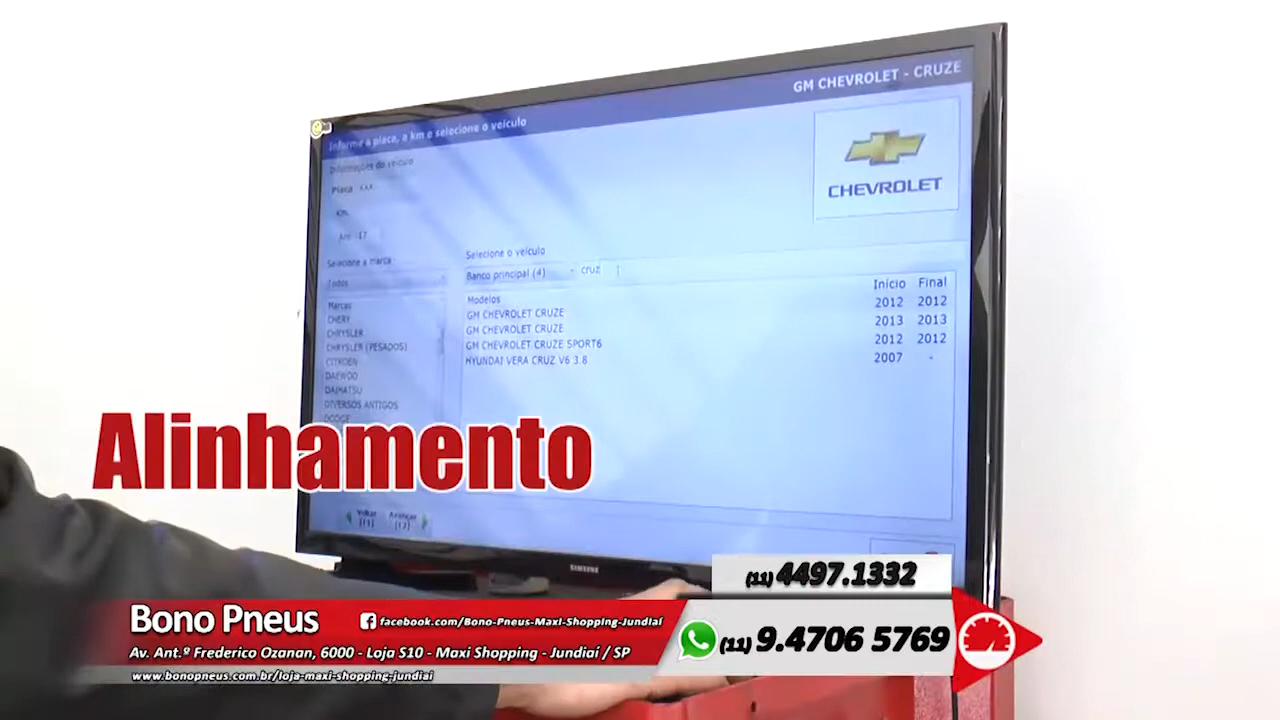 GM CHEVROLET - CRUZE
Informe a placa, a km e selecione o veículo
Informações do veículo
Placa
Km.
CHEVROLET
Selecione a marca
Todos
Marcas
CHERY
CHRYSLER
CHRYSLER (PESADOS)
CITROEN
DAEWOO
DAIHATSU
DIVERSOS ANTIGOS
DODGE
Selecione o veículo
Banco principal (4) - cruz
Modelos Início Final
GM CHEVROLET CRUZE 2012 2012
GM CHEVROLET CRUZE 2013 2013
GM CHEVROLET CRUZE SPORT6 2012 2012
HYUNDAI VERA CRUZ V6 3.8 2007 -
Alinhamento
Voltar Avançar
SAMSUNG
(11) 4497.1332
Bono Pneus
facebook.com/Bono-Pneus-Maxi-Shopping-Jundiaí
(11) 9.4706 5769
Av. Ant.º Frederico Ozanan, 6000 - Loja S10 - Maxi Shopping - Jundiaí / SP
www.bonopneus.com.br/loja-maxi-shopping-jundiai